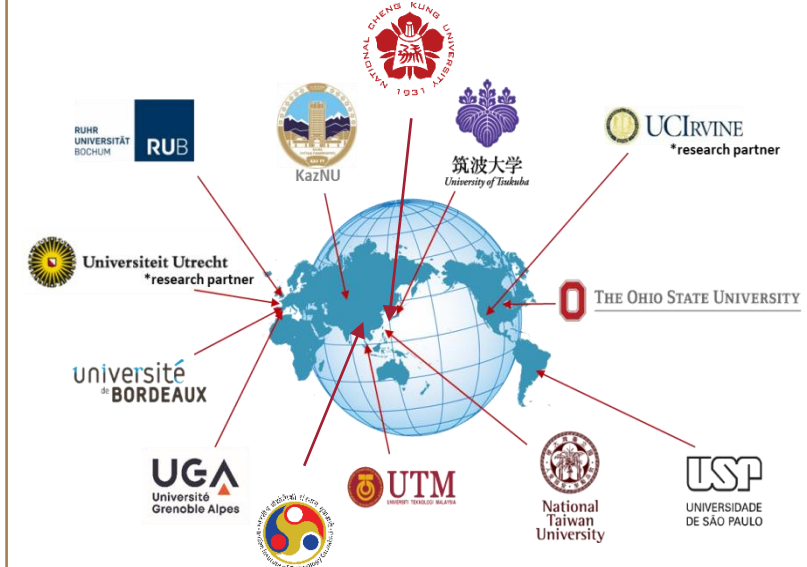 NATIONAL CHENG KUNG UNIVERSITY
1931
RUHR
UNIVERSITÄT
BOCHUM
RUB
KazNU
筑波大学
University of Tsukuba
UCIRVINE
*research partner
Universiteit Utrecht
*research partner
THE OHIO STATE UNIVERSITY
université
de BORDEAUX
UGA
Université
Grenoble Alpes
UTM
UNIVERSITI TEKNOLOGI MALAYSIA
National
Taiwan
University
USP
UNIVERSIDADE
DE SÃO PAULO